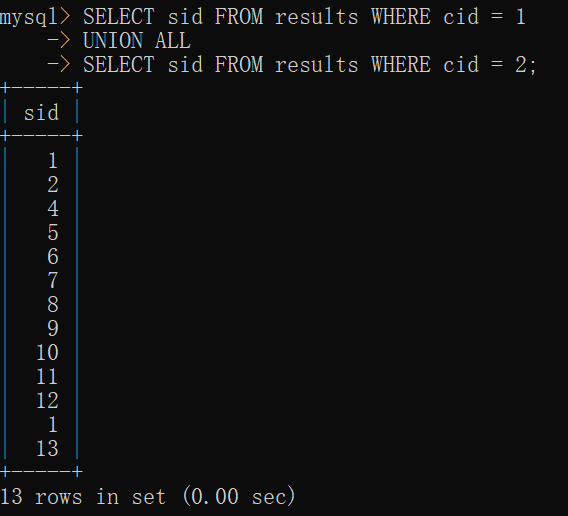 mysql> SELECT sid FROM results WHERE cid = 1
    -> UNION ALL
    -> SELECT sid FROM results WHERE cid = 2;
+-----+
| sid |
+-----+
|   1 |
|   2 |
|   4 |
|   5 |
|   6 |
|   7 |
|   8 |
|   9 |
|  10 |
|  11 |
|  12 |
|   1 |
|  13 |
+-----+
13 rows in set (0.00 sec)